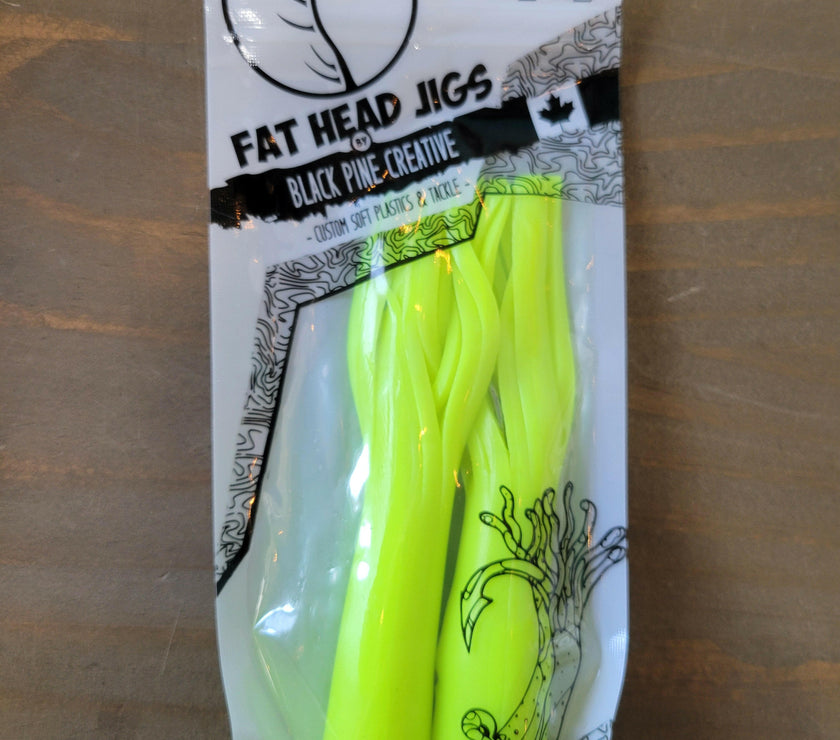 FAT HEAD JIGS
BY
BLACK PINE CREATIVE
- CUSTOM SOFT PLASTICS & TACKLE -